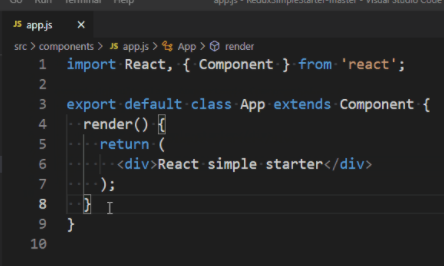 Run Terminal Help app.js - ReduxSimpleStarter-master - Visual Studio Code
JS app.js ×
src > components > JS app.js > App > render
1 import React, { Component } from 'react';
2
3 export default class App extends Component {
4 render() {
5 return (
6 <div>React simple starter</div>
7 );
8 }
9 }
10